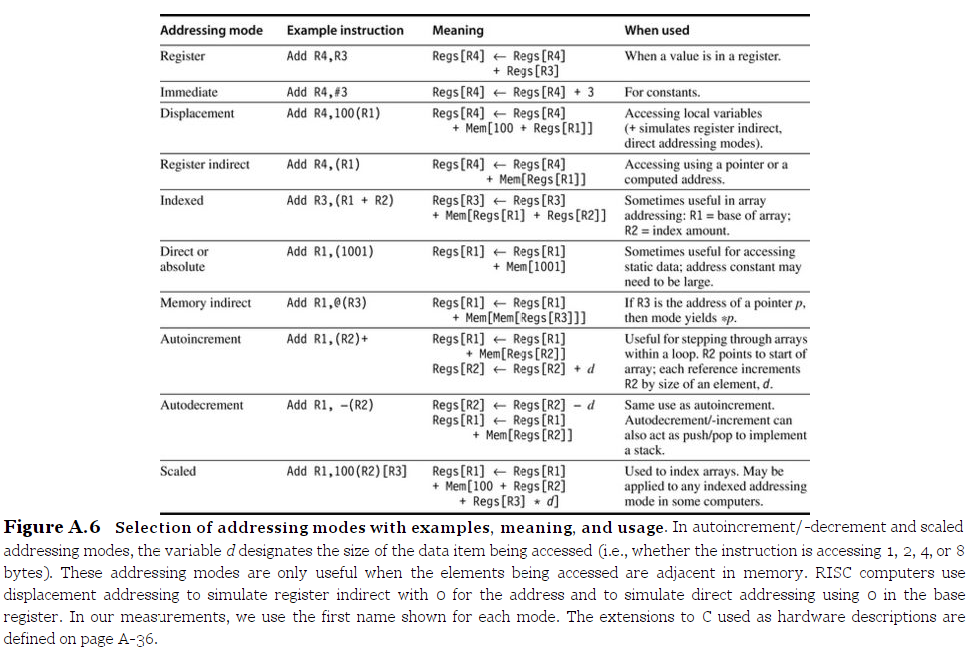 Addressing mode Example instruction Meaning When used
Register Add R4,R3 Regs[R4] ← Regs[R4] When a value is in a register.
+ Regs[R3]
Immediate Add R4,#3 Regs[R4] ← Regs[R4] + 3 For constants.
Displacement Add R4,100(R1) Regs[R4] ← Regs[R4] Accessing local variables
+ Mem[100 + Regs[R1]] (+ simulates register indirect,
direct addressing modes).
Register indirect Add R4,(R1) Regs[R4] ← Regs[R4] Accessing using a pointer or a
+ Mem[Regs[R1]] computed address.
Indexed Add R3,(R1 + R2) Regs[R3] ← Regs[R3] Sometimes useful in array
+ Mem[Regs[R1] + Regs[R2]] addressing: R1 = base of array;
R2 = index amount.
Direct or Add R1,(1001) Regs[R1] ← Regs[R1] Sometimes useful for accessing
absolute + Mem[1001] static data; address constant may
need to be large.
Memory indirect Add R1,@(R3) Regs[R1] ← Regs[R1] If R3 is the address of a pointer p,
+ Mem[Mem[Regs[R3]]] then mode yields *p.
Autoincrement Add R1,(R2)+ Regs[R1] ← Regs[R1] Useful for stepping through arrays
+ Mem[Regs[R2]] within a loop. R2 points to start of
Regs[R2] ← Regs[R2] + d array; each reference increments
R2 by size of an element, d.
Autodecrement Add R1, −(R2) Regs[R2] ← Regs[R2] − d Same use as autoincrement.
Regs[R1] ← Regs[R1] Autodecrement/-increment can
+ Mem[Regs[R2]] also act as push/pop to implement
a stack.
Scaled Add R1,100(R2)[R3] Regs[R1] ← Regs[R1] Used to index arrays. May be
+ Mem[100 + Regs[R2] applied to any indexed addressing
+ Regs[R3] * d] mode in some computers.
Figure A.6 Selection of addressing modes with examples, meaning, and usage. In autoincrement/-decrement and scaled
addressing modes, the variable d designates the size of the data item being accessed (i.e., whether the instruction is accessing 1, 2, 4, or 8
bytes). These addressing modes are only useful when the elements being accessed are adjacent in memory. RISC computers use
displacement addressing to simulate register indirect with 0 for the address and to simulate direct addressing using 0 in the base
register. In our measurements, we use the first name shown for each mode. The extensions to C used as hardware descriptions are
defined on page A-36.